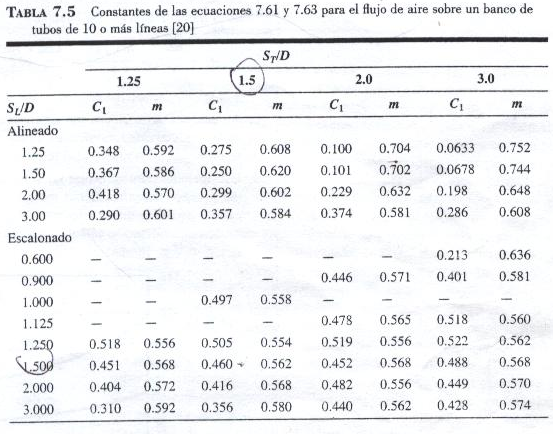 TABLA 7.5 Constantes de las ecuaciones 7.61 y 7.63 para el flujo de aire sobre un banco de
tubos de 10 o más líneas [20]
S_T/D
1.25 1.5 2.0 3.0
S_L/D C₁ m C₁ m C₁ m C₁ m
Alineado
1.25 0.348 0.592 0.275 0.608 0.100 0.704 0.0633 0.752
1.50 0.367 0.586 0.250 0.620 0.101 0.702 0.0678 0.744
2,00 0.418 0.570 0.299 0.602 0.229 0.632 0.198 0.648
3.00 0.290 0.601 0.357 0.584 0.374 0.581 0.286 0.608
Escalonado
0.600 — — — — — — 0.213 0.636
0.900 — — — — 0.446 0.571 0.401 0.581
1.000 — — 0.497 0.558 — — — —
1.125 — — — — 0.478 0.565 0.518 0.560
1.250 0.518 0.556 0.505 0.554 0.519 0.556 0.522 0.562
1.500 0.451 0.568 0.460 0.562 0.452 0.568 0.488 0.568
2.000 0.404 0.572 0.416 0.568 0.482 0.556 0.449 0.570
3.000 0.310 0.592 0.356 0.580 0.440 0.562 0.428 0.574